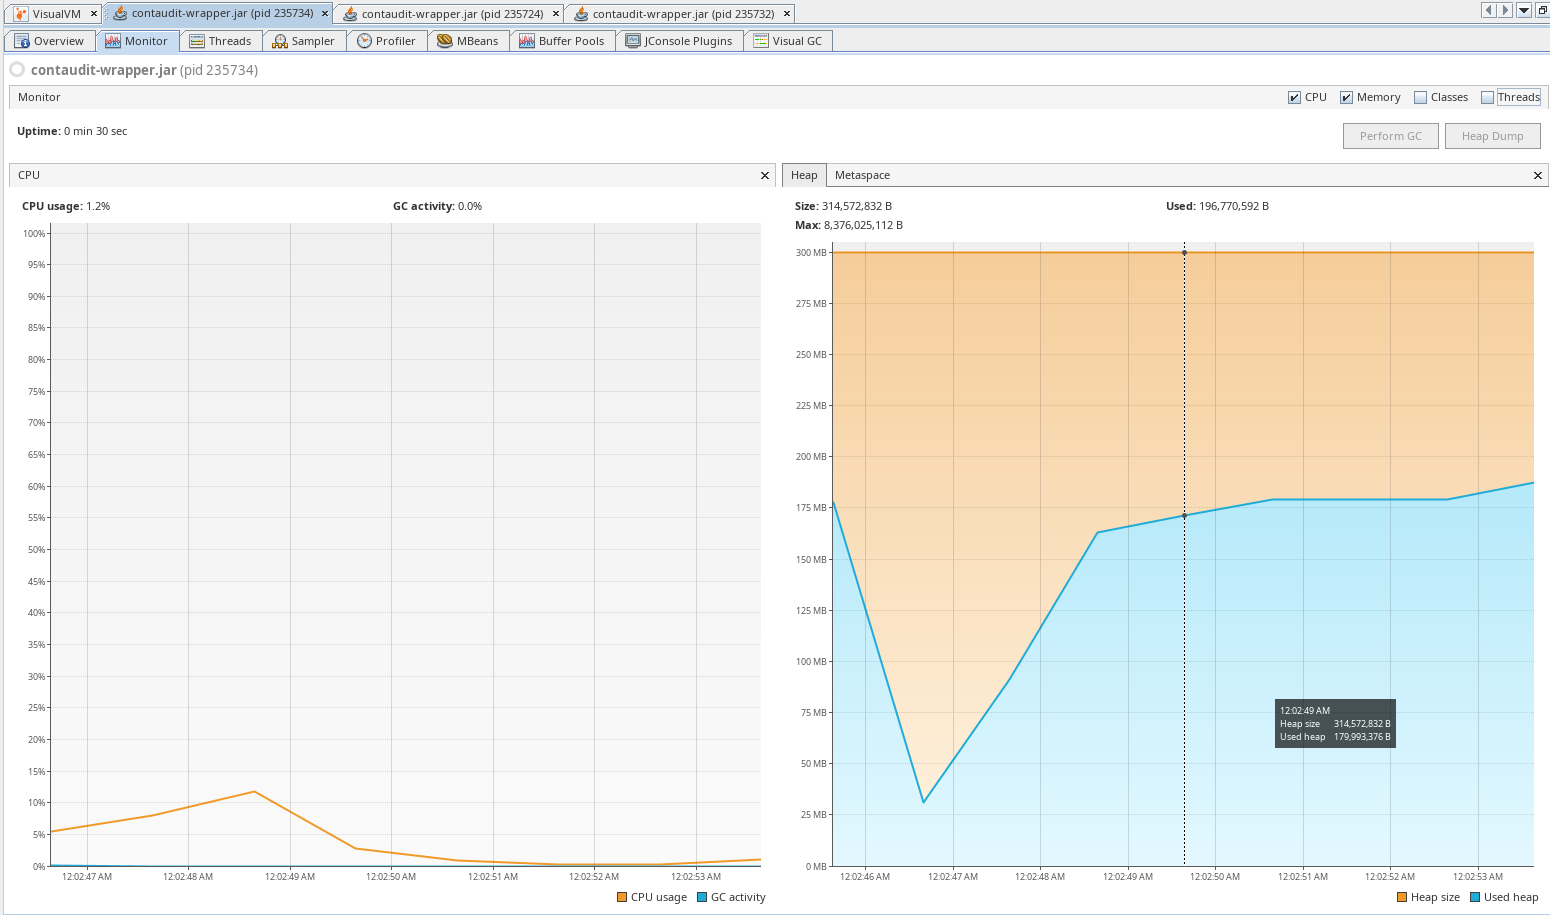 VisualVM contaudit-wrapper.jar (pid 235734) contaudit-wrapper.jar (pid 235724) contaudit-wrapper.jar (pid 235732)
Overview Monitor Threads Sampler Profiler MBeans Buffer Pools JConsole Plugins Visual GC
contaudit-wrapper.jar (pid 235734)
Monitor CPU Memory Classes Threads
Uptime: 0 min 30 sec
Perform GC Heap Dump
CPU
CPU usage: 1.2% GC activity: 0.0%
100%
95%
90%
85%
80%
75%
70%
65%
60%
55%
50%
45%
40%
35%
30%
25%
20%
15%
10%
5%
0%
12:02:47 AM 12:02:48 AM 12:02:49 AM 12:02:50 AM 12:02:51 AM 12:02:52 AM 12:02:53 AM
CPU usage GC activity
Heap Metaspace
Size: 314,572,832 B Used: 196,770,592 B
Max: 8,376,025,112 B
300 MB
275 MB
250 MB
225 MB
200 MB
175 MB
150 MB
125 MB
100 MB
75 MB
50 MB
25 MB
0 MB
12:02:49 AM
Heap size 314,572,832 B
Used heap 179,993,376 B
12:02:46 AM 12:02:47 AM 12:02:48 AM 12:02:49 AM 12:02:50 AM 12:02:51 AM 12:02:52 AM 12:02:53 AM
Heap size Used heap